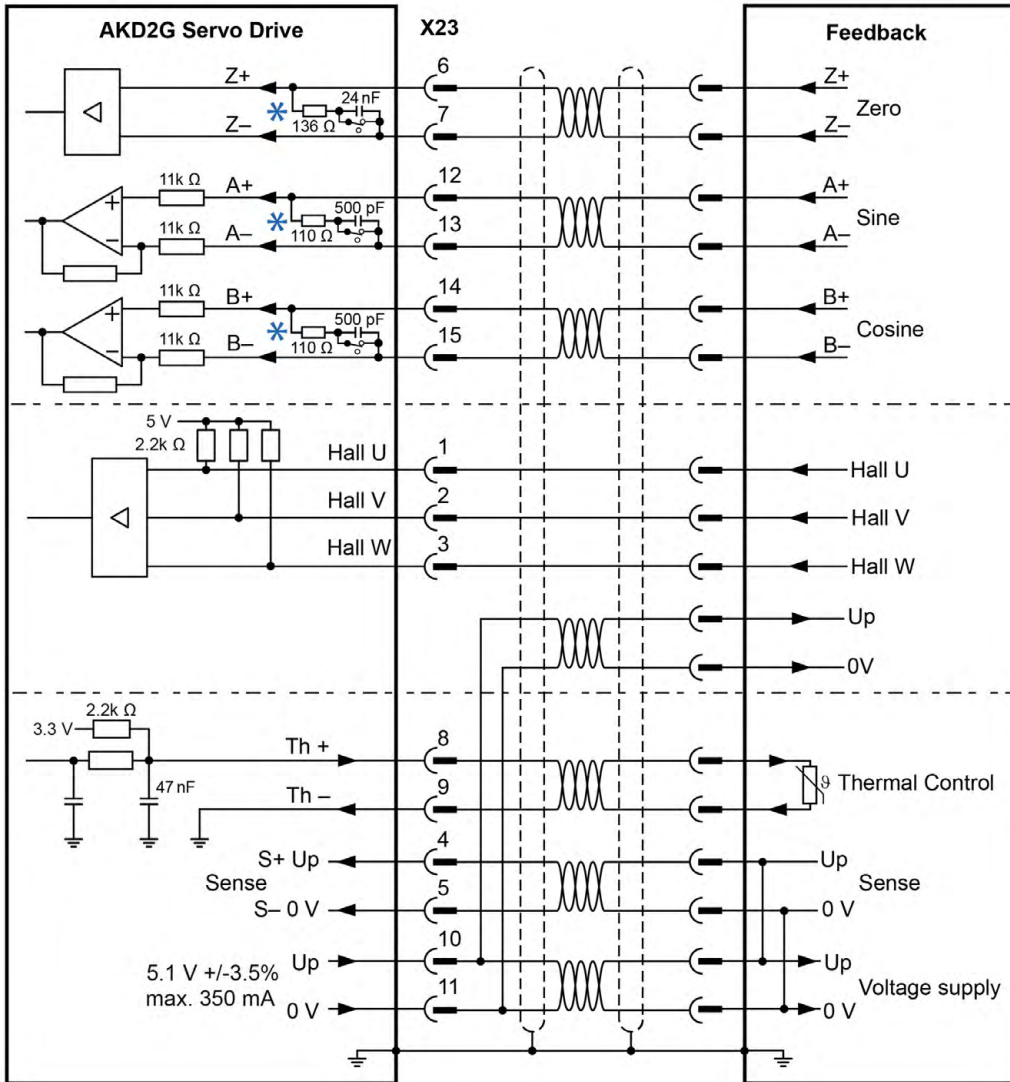 AKD2G Servo Drive
X23
Feedback
Z+
6
Z+
24 nF
Zero
*
136 Ω
7
Z–
Z–
11k Ω
A+
12
A+
500 pF
Sine
*
11k Ω
110 Ω
13
A–
A–
11k Ω
B+
14
B+
500 pF
Cosine
*
11k Ω
110 Ω
15
B–
B–
5 V
2.2k Ω
Hall U
1
Hall U
Hall V
2
Hall V
Hall W
3
Hall W
Up
0V
2.2k Ω
3.3 V
Th +
8
47 nF
ϑ Thermal Control
Th –
9
S+ Up
4
Up
Sense
Sense
S– 0 V
5
0 V
Up
10
Up
5.1 V +/-3.5%
max. 350 mA
Voltage supply
0 V
11
0 V